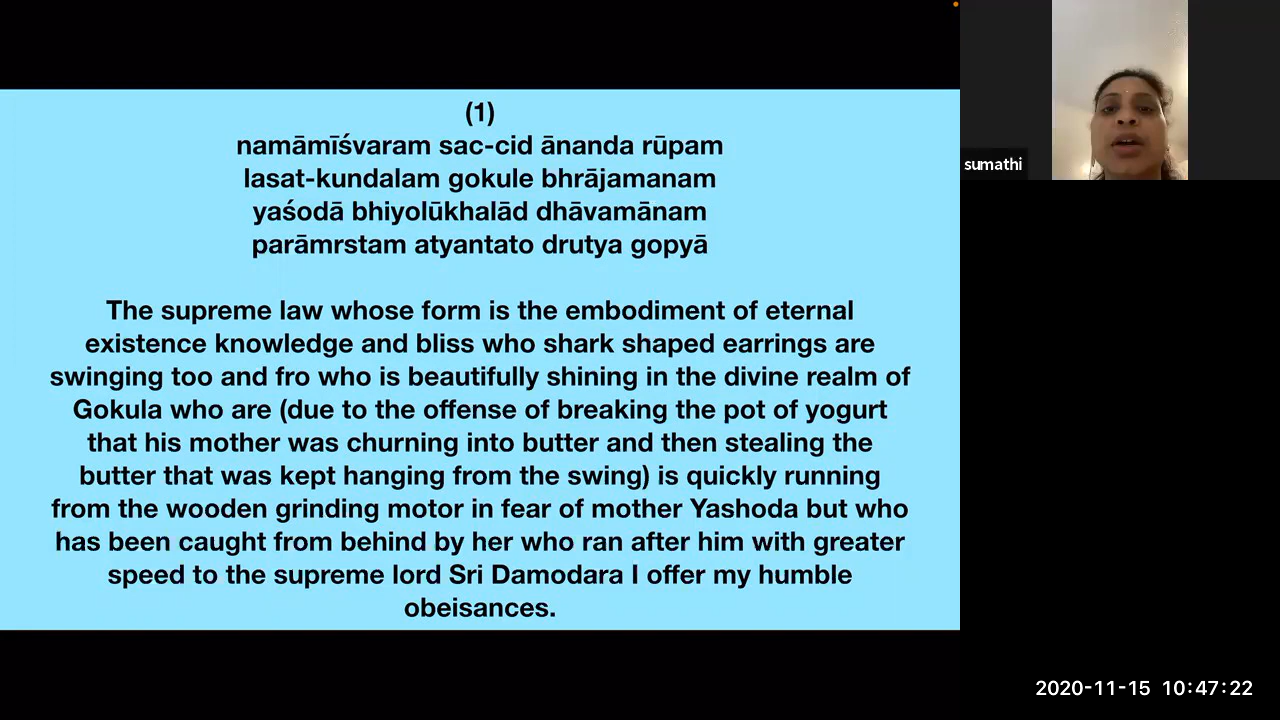 (1)
namāmīśvaram sac-cid ānanda rūpam
lasat-kundalam gokule bhrājamanam
yaśodā bhiyolūkhalād dhāvamānam
parāmrstam atyantato drutya gopyā
The supreme law whose form is the embodiment of eternal
existence knowledge and bliss who shark shaped earrings are
swinging too and fro who is beautifully shining in the divine realm of
Gokula who are (due to the offense of breaking the pot of yogurt
that his mother was churning into butter and then stealing the
butter that was kept hanging from the swing) is quickly running
from the wooden grinding motor in fear of mother Yashoda but who
has been caught from behind by her who ran after him with greater
speed to the supreme lord Sri Damodara I offer my humble
obeisances.
sumathi
2020-11-15 10:47:22